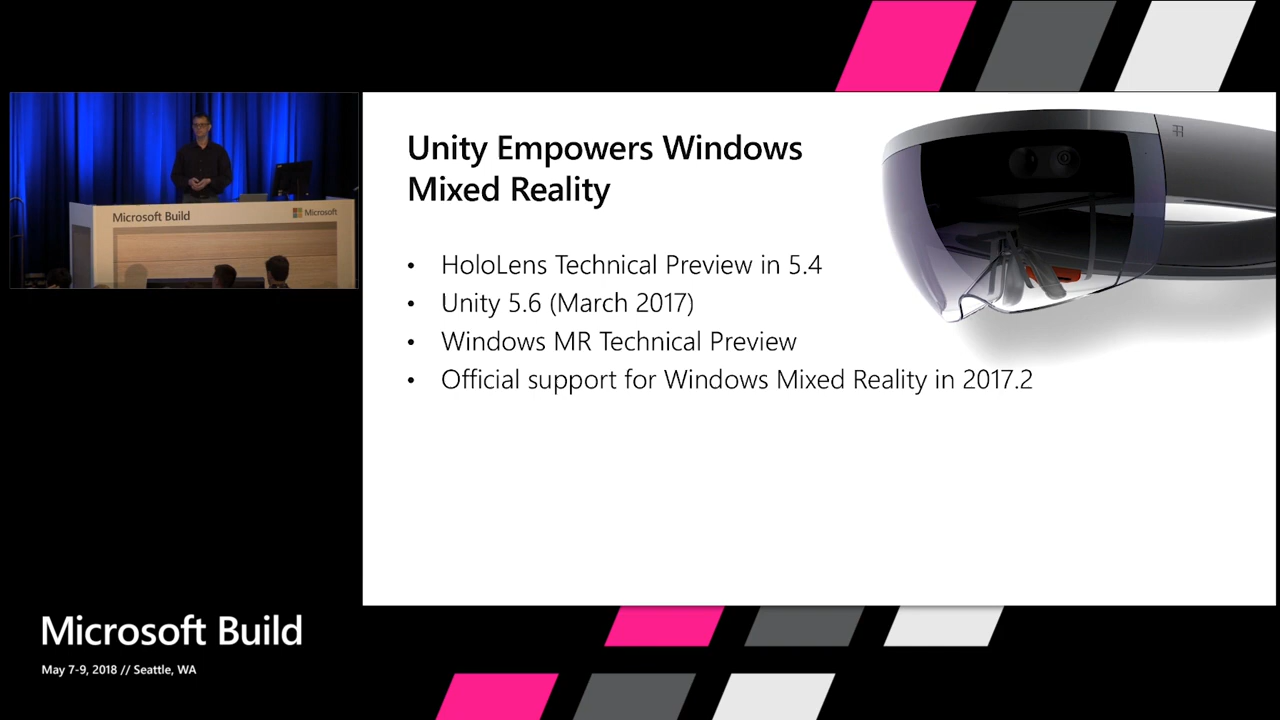 Microsoft Build
Microsoft
Unity Empowers Windows
Mixed Reality
• HoloLens Technical Preview in 5.4
• Unity 5.6 (March 2017)
• Windows MR Technical Preview
• Official support for Windows Mixed Reality in 2017.2
Microsoft Build
May 7-9, 2018 // Seattle, WA